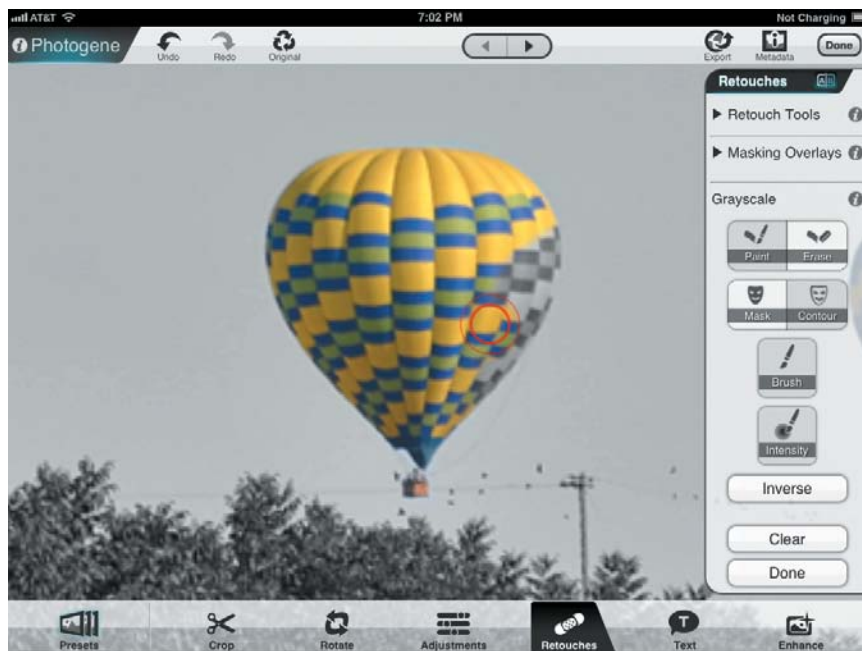 AT&T 7:02 PM Not Charging
i Photogene Undo Redo Original Export Metadata Done
Retouches A B
Retouch Tools i
Masking Overlays i
Grayscale i
Paint Erase
Mask Contour
Brush
Intensity
Inverse
Clear
Done
Presets Crop Rotate Adjustments Retouches T Text Enhance